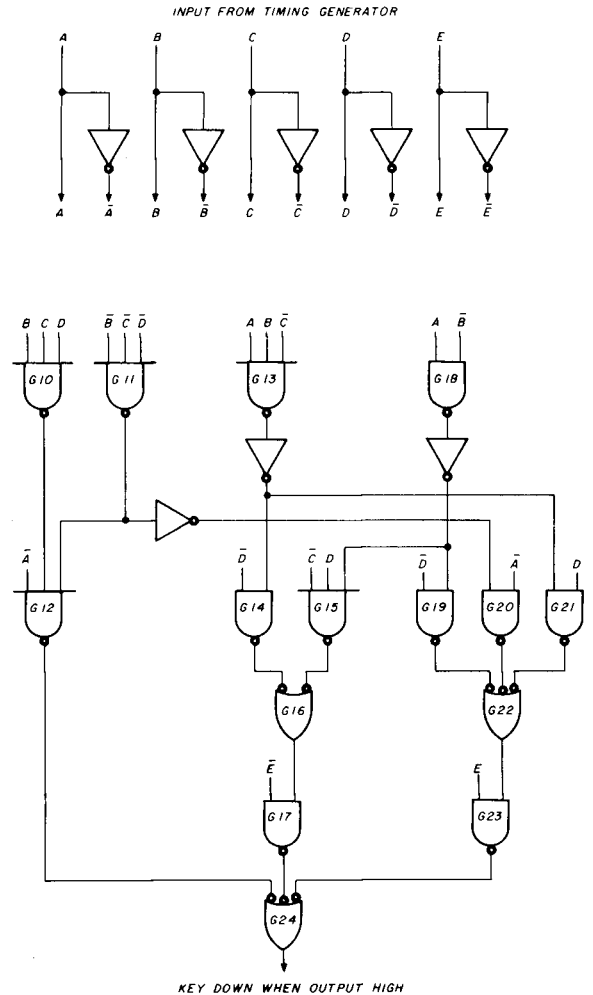 INPUT FROM TIMING GENERATOR
A B C D E
A A̅ B B̅ C C̅ D D̅ E E̅
B C D B̅ C̅ D̅ A B C̅ A B̅
G10 G11 G13 G18
A̅ D̅ C̅ D D̅ A̅ D
G12 G14 G15 G19 G20 G21
G16 G22
E̅ E
G17 G23
G24
KEY DOWN WHEN OUTPUT HIGH